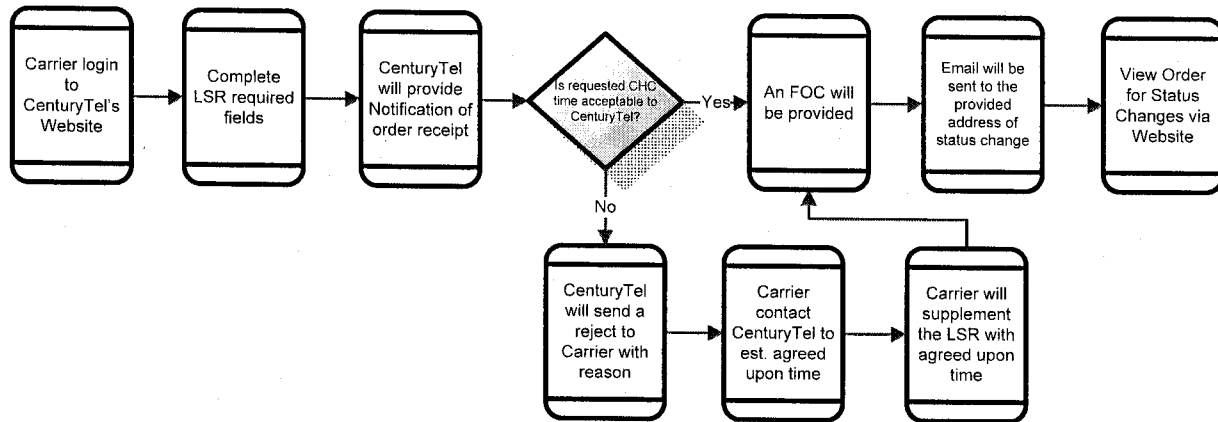 Carrier login
to
CenturyTel's
Website
Complete
LSR required
fields
CenturyTel
will provide
Notification of
order receipt
Is requested CHC
time acceptable to
CenturyTel?
Yes
An FOC will
be provided
Email will be
sent to the
provided
address of
status change
View Order
for Status
Changes via
Website
No
CenturyTel
will send a
reject to
Carrier with
reason
Carrier
contact
CenturyTel to
est. agreed
upon time
Carrier will
supplement
the LSR with
agreed upon
time